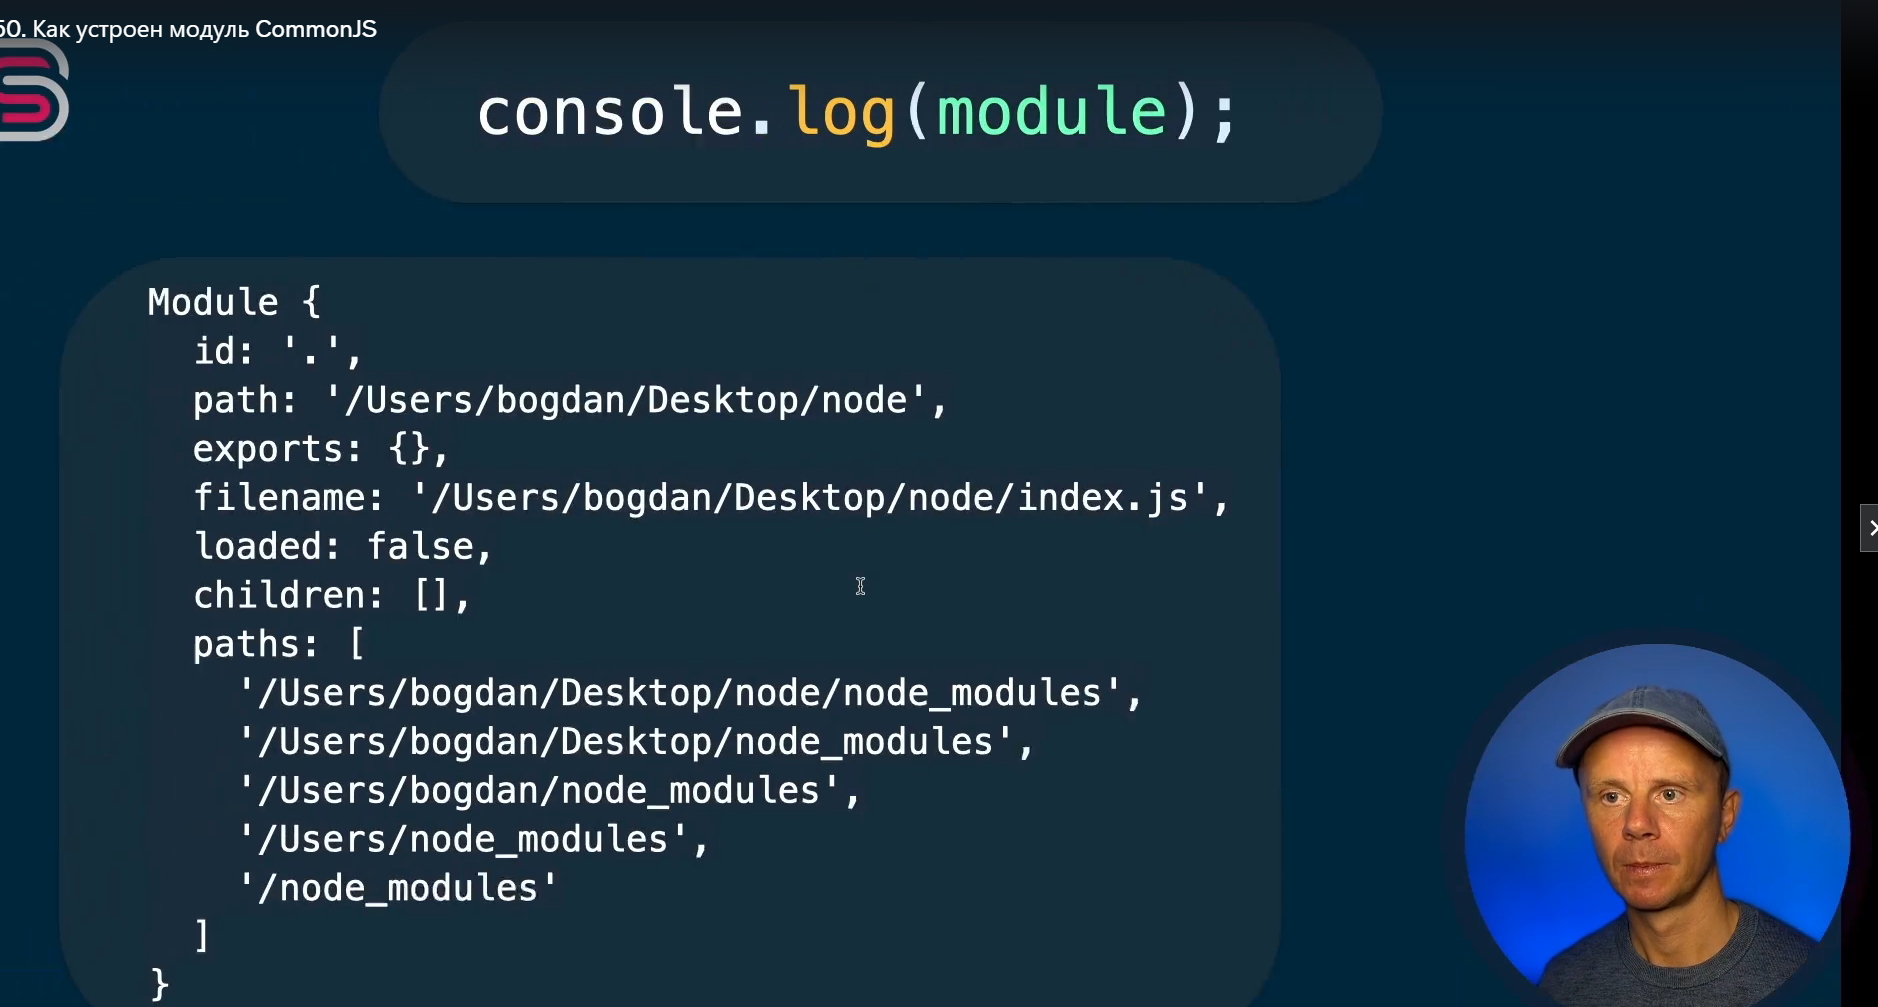 50. Как устроен модуль CommonJS
console.log(module);
Module {
  id: '.',
  path: '/Users/bogdan/Desktop/node',
  exports: {},
  filename: '/Users/bogdan/Desktop/node/index.js',
  loaded: false,
  children: [],
  paths: [
    '/Users/bogdan/Desktop/node/node_modules',
    '/Users/bogdan/Desktop/node_modules',
    '/Users/bogdan/node_modules',
    '/Users/node_modules',
    '/node_modules'
  ]
}